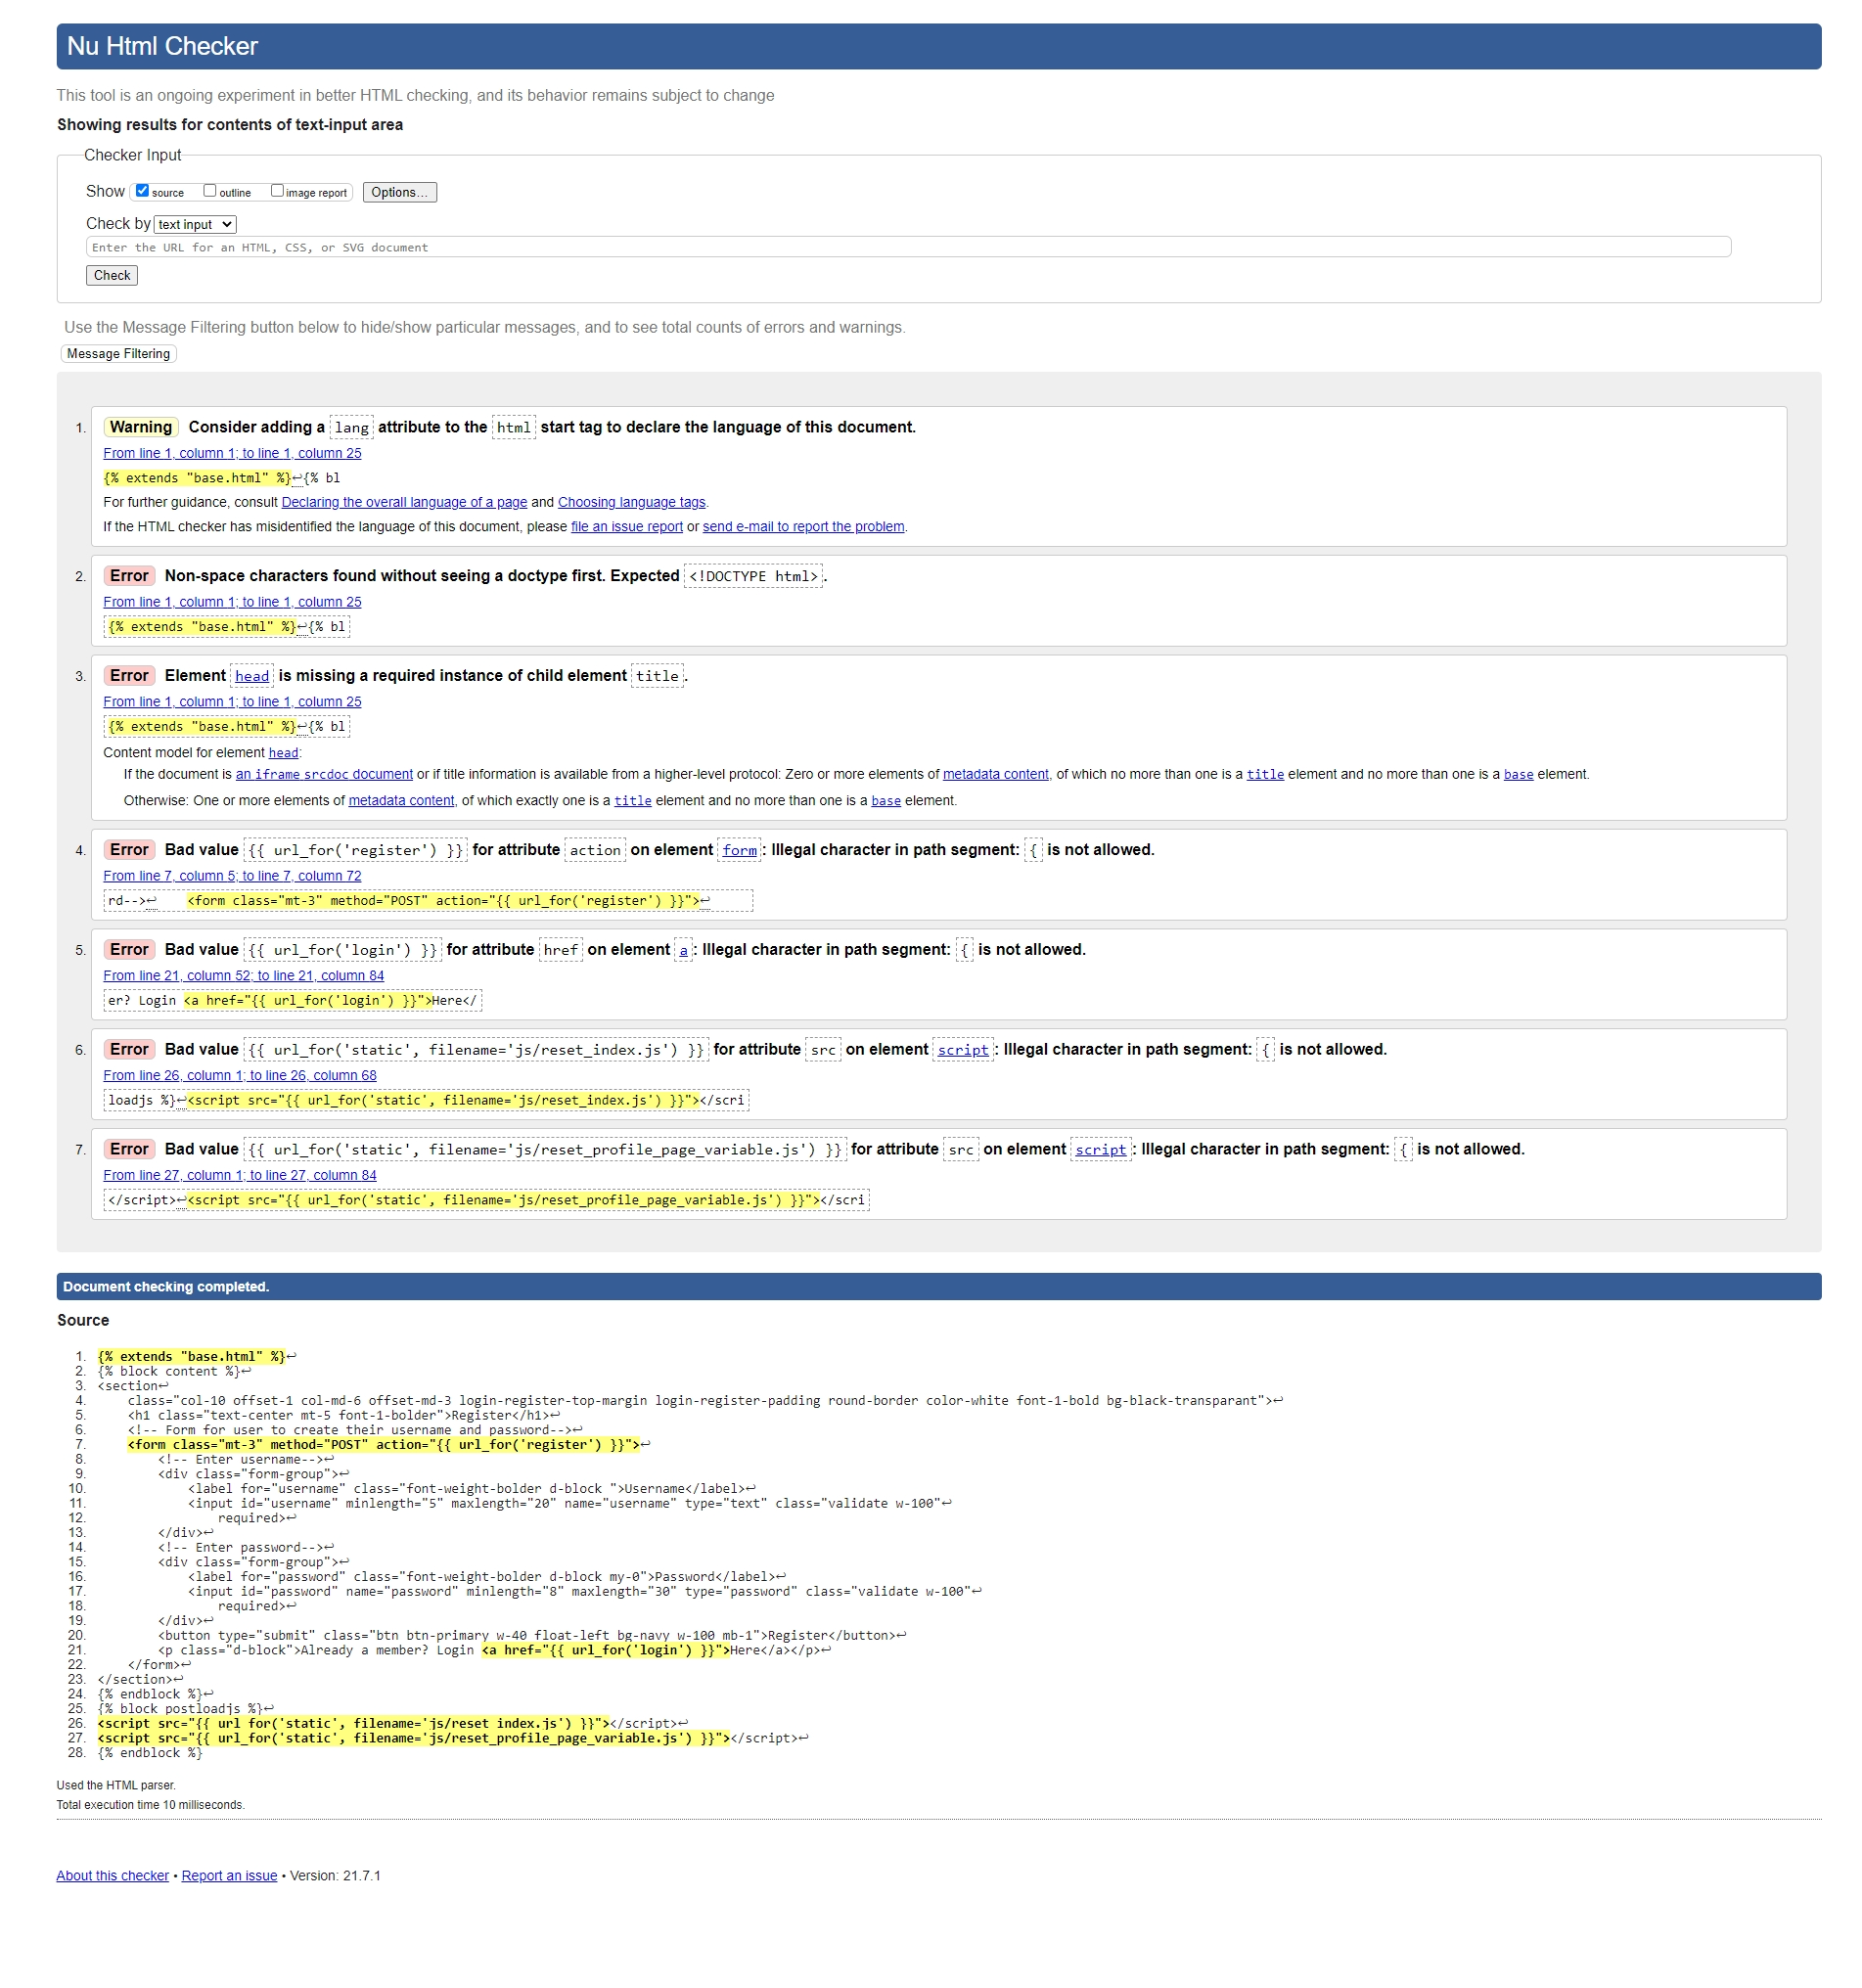 Nu Html Checker
This tool is an ongoing experiment in better HTML checking, and its behavior remains subject to change
Showing results for contents of text-input area
Checker Input
Show source outline image report Options...
Check by text input
Enter the URL for an HTML, CSS, or SVG document
Check
Use the Message Filtering button below to hide/show particular messages, and to see total counts of errors and warnings.
Message Filtering
1. Warning Consider adding a lang attribute to the html start tag to declare the language of this document.
From line 1, column 1; to line 1, column 25
{% extends "base.html" %}↩{% bl
For further guidance, consult Declaring the overall language of a page and Choosing language tags.
If the HTML checker has misidentified the language of this document, please file an issue report or send e-mail to report the problem.
2. Error Non-space characters found without seeing a doctype first. Expected <!DOCTYPE html>.
From line 1, column 1; to line 1, column 25
{% extends "base.html" %}↩{% bl
3. Error Element head is missing a required instance of child element title.
From line 1, column 1; to line 1, column 25
{% extends "base.html" %}↩{% bl
Content model for element head:
If the document is an iframe srcdoc document or if title information is available from a higher-level protocol: Zero or more elements of metadata content, of which no more than one is a title element and no more than one is a base element.
Otherwise: One or more elements of metadata content, of which exactly one is a title element and no more than one is a base element.
4. Error Bad value {{ url_for('register') }} for attribute action on element form: Illegal character in path segment: { is not allowed.
From line 7, column 5; to line 7, column 72
rd-->↩    <form class="mt-3" method="POST" action="{{ url_for('register') }}">↩
5. Error Bad value {{ url_for('login') }} for attribute href on element a: Illegal character in path segment: { is not allowed.
From line 21, column 52; to line 21, column 84
er? Login <a href="{{ url_for('login') }}">Here</
6. Error Bad value {{ url_for('static', filename='js/reset_index.js') }} for attribute src on element script: Illegal character in path segment: { is not allowed.
From line 26, column 1; to line 26, column 68
loadjs %}↩<script src="{{ url_for('static', filename='js/reset_index.js') }}"></scri
7. Error Bad value {{ url_for('static', filename='js/reset_profile_page_variable.js') }} for attribute src on element script: Illegal character in path segment: { is not allowed.
From line 27, column 1; to line 27, column 84
</script>↩<script src="{{ url_for('static', filename='js/reset_profile_page_variable.js') }}"></scri
Document checking completed.
Source
1. {% extends "base.html" %}↩
2. {% block content %}↩
3. <section↩
4.     class="col-10 offset-1 col-md-6 offset-md-3 login-register-top-margin login-register-padding round-border color-white font-1-bold bg-black-transparant">↩
5.     <h1 class="text-center mt-5 font-1-bolder">Register</h1>↩
6.     <!-- Form for user to create their username and password-->↩
7.     <form class="mt-3" method="POST" action="{{ url_for('register') }}">↩
8.         <!-- Enter username-->↩
9.         <div class="form-group">↩
10.             <label for="username" class="font-weight-bolder d-block ">Username</label>↩
11.             <input id="username" minlength="5" maxlength="20" name="username" type="text" class="validate w-100"↩
12.                 required>↩
13.         </div>↩
14.         <!-- Enter password-->↩
15.         <div class="form-group">↩
16.             <label for="password" class="font-weight-bolder d-block my-0">Password</label>↩
17.             <input id="password" name="password" minlength="8" maxlength="30" type="password" class="validate w-100"↩
18.                 required>↩
19.         </div>↩
20.         <button type="submit" class="btn btn-primary w-40 float-left bg-navy w-100 mb-1">Register</button>↩
21.         <p class="d-block">Already a member? Login <a href="{{ url_for('login') }}">Here</a></p>↩
22.     </form>↩
23. </section>↩
24. {% endblock %}↩
25. {% block postloadjs %}↩
26. <script src="{{ url_for('static', filename='js/reset_index.js') }}"></script>↩
27. <script src="{{ url_for('static', filename='js/reset_profile_page_variable.js') }}"></script>↩
28. {% endblock %}
Used the HTML parser.
Total execution time 10 milliseconds.
About this checker • Report an issue • Version: 21.7.1